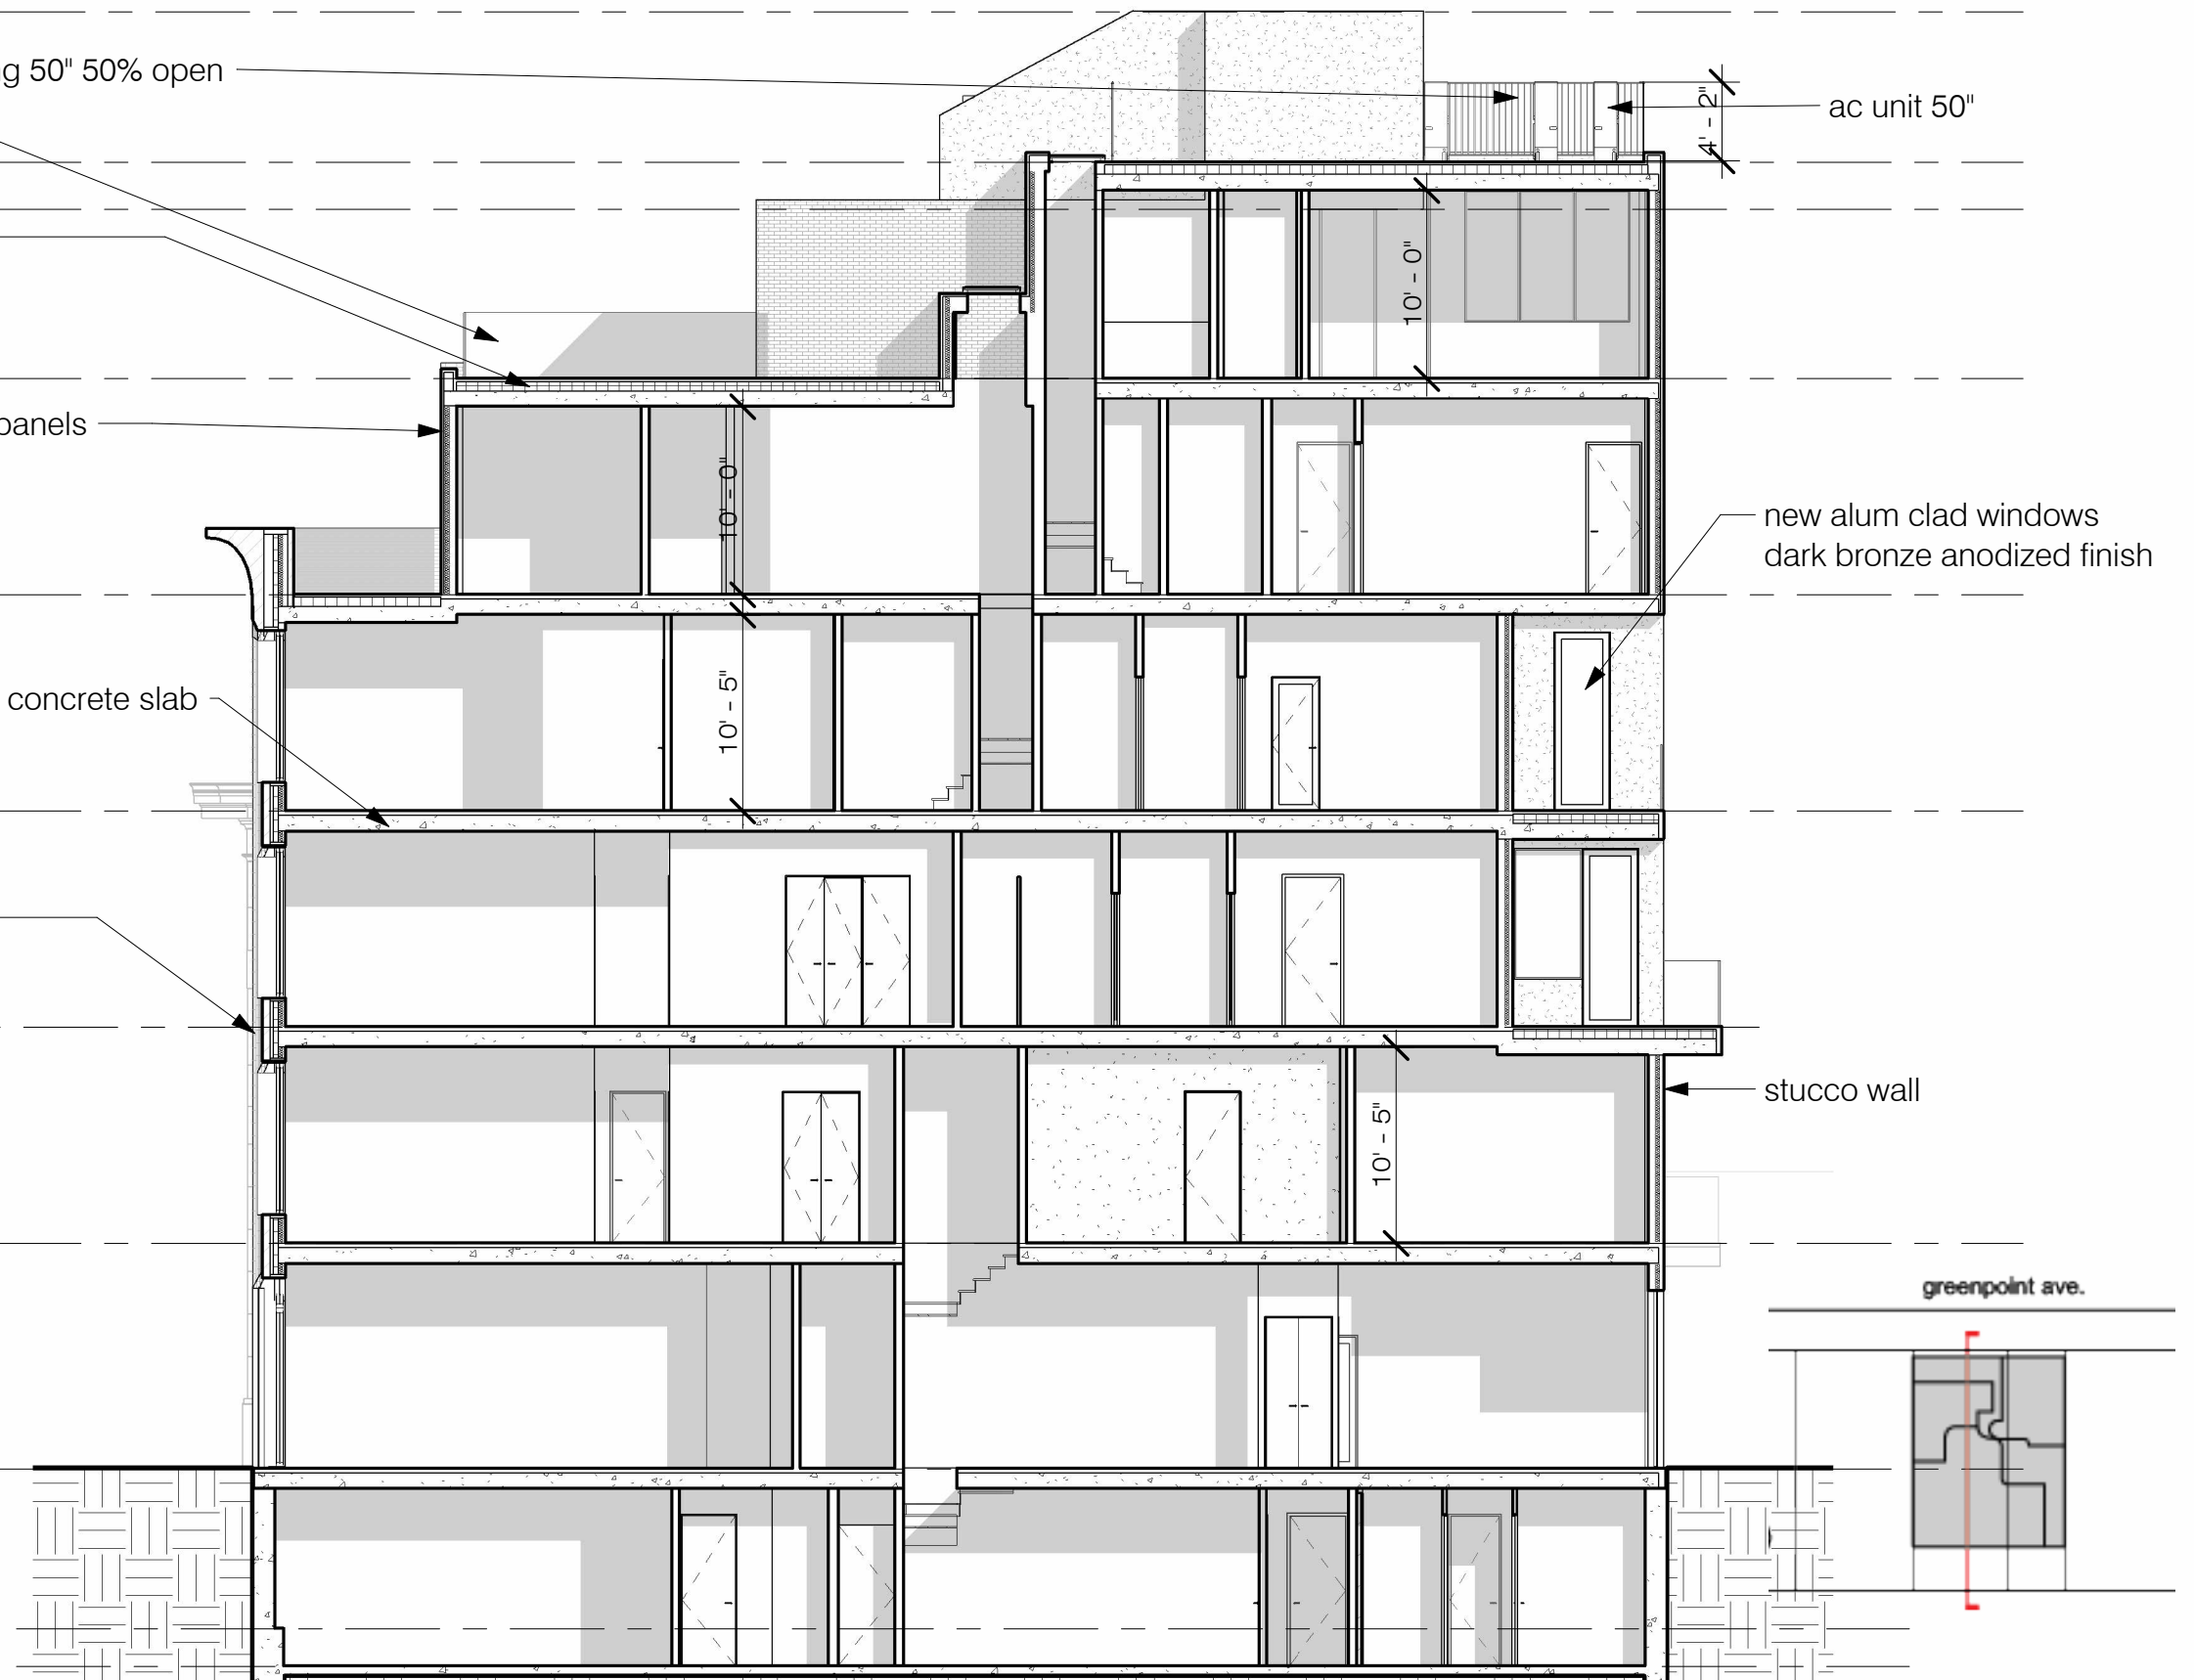 g 50" 50% open
4' - 2"
ac unit 50"
10' - 0"
panels
10' - 0"
new alum clad windows
dark bronze anodized finish
concrete slab
10' - 5"
10' - 5"
stucco wall
greenpoint ave.